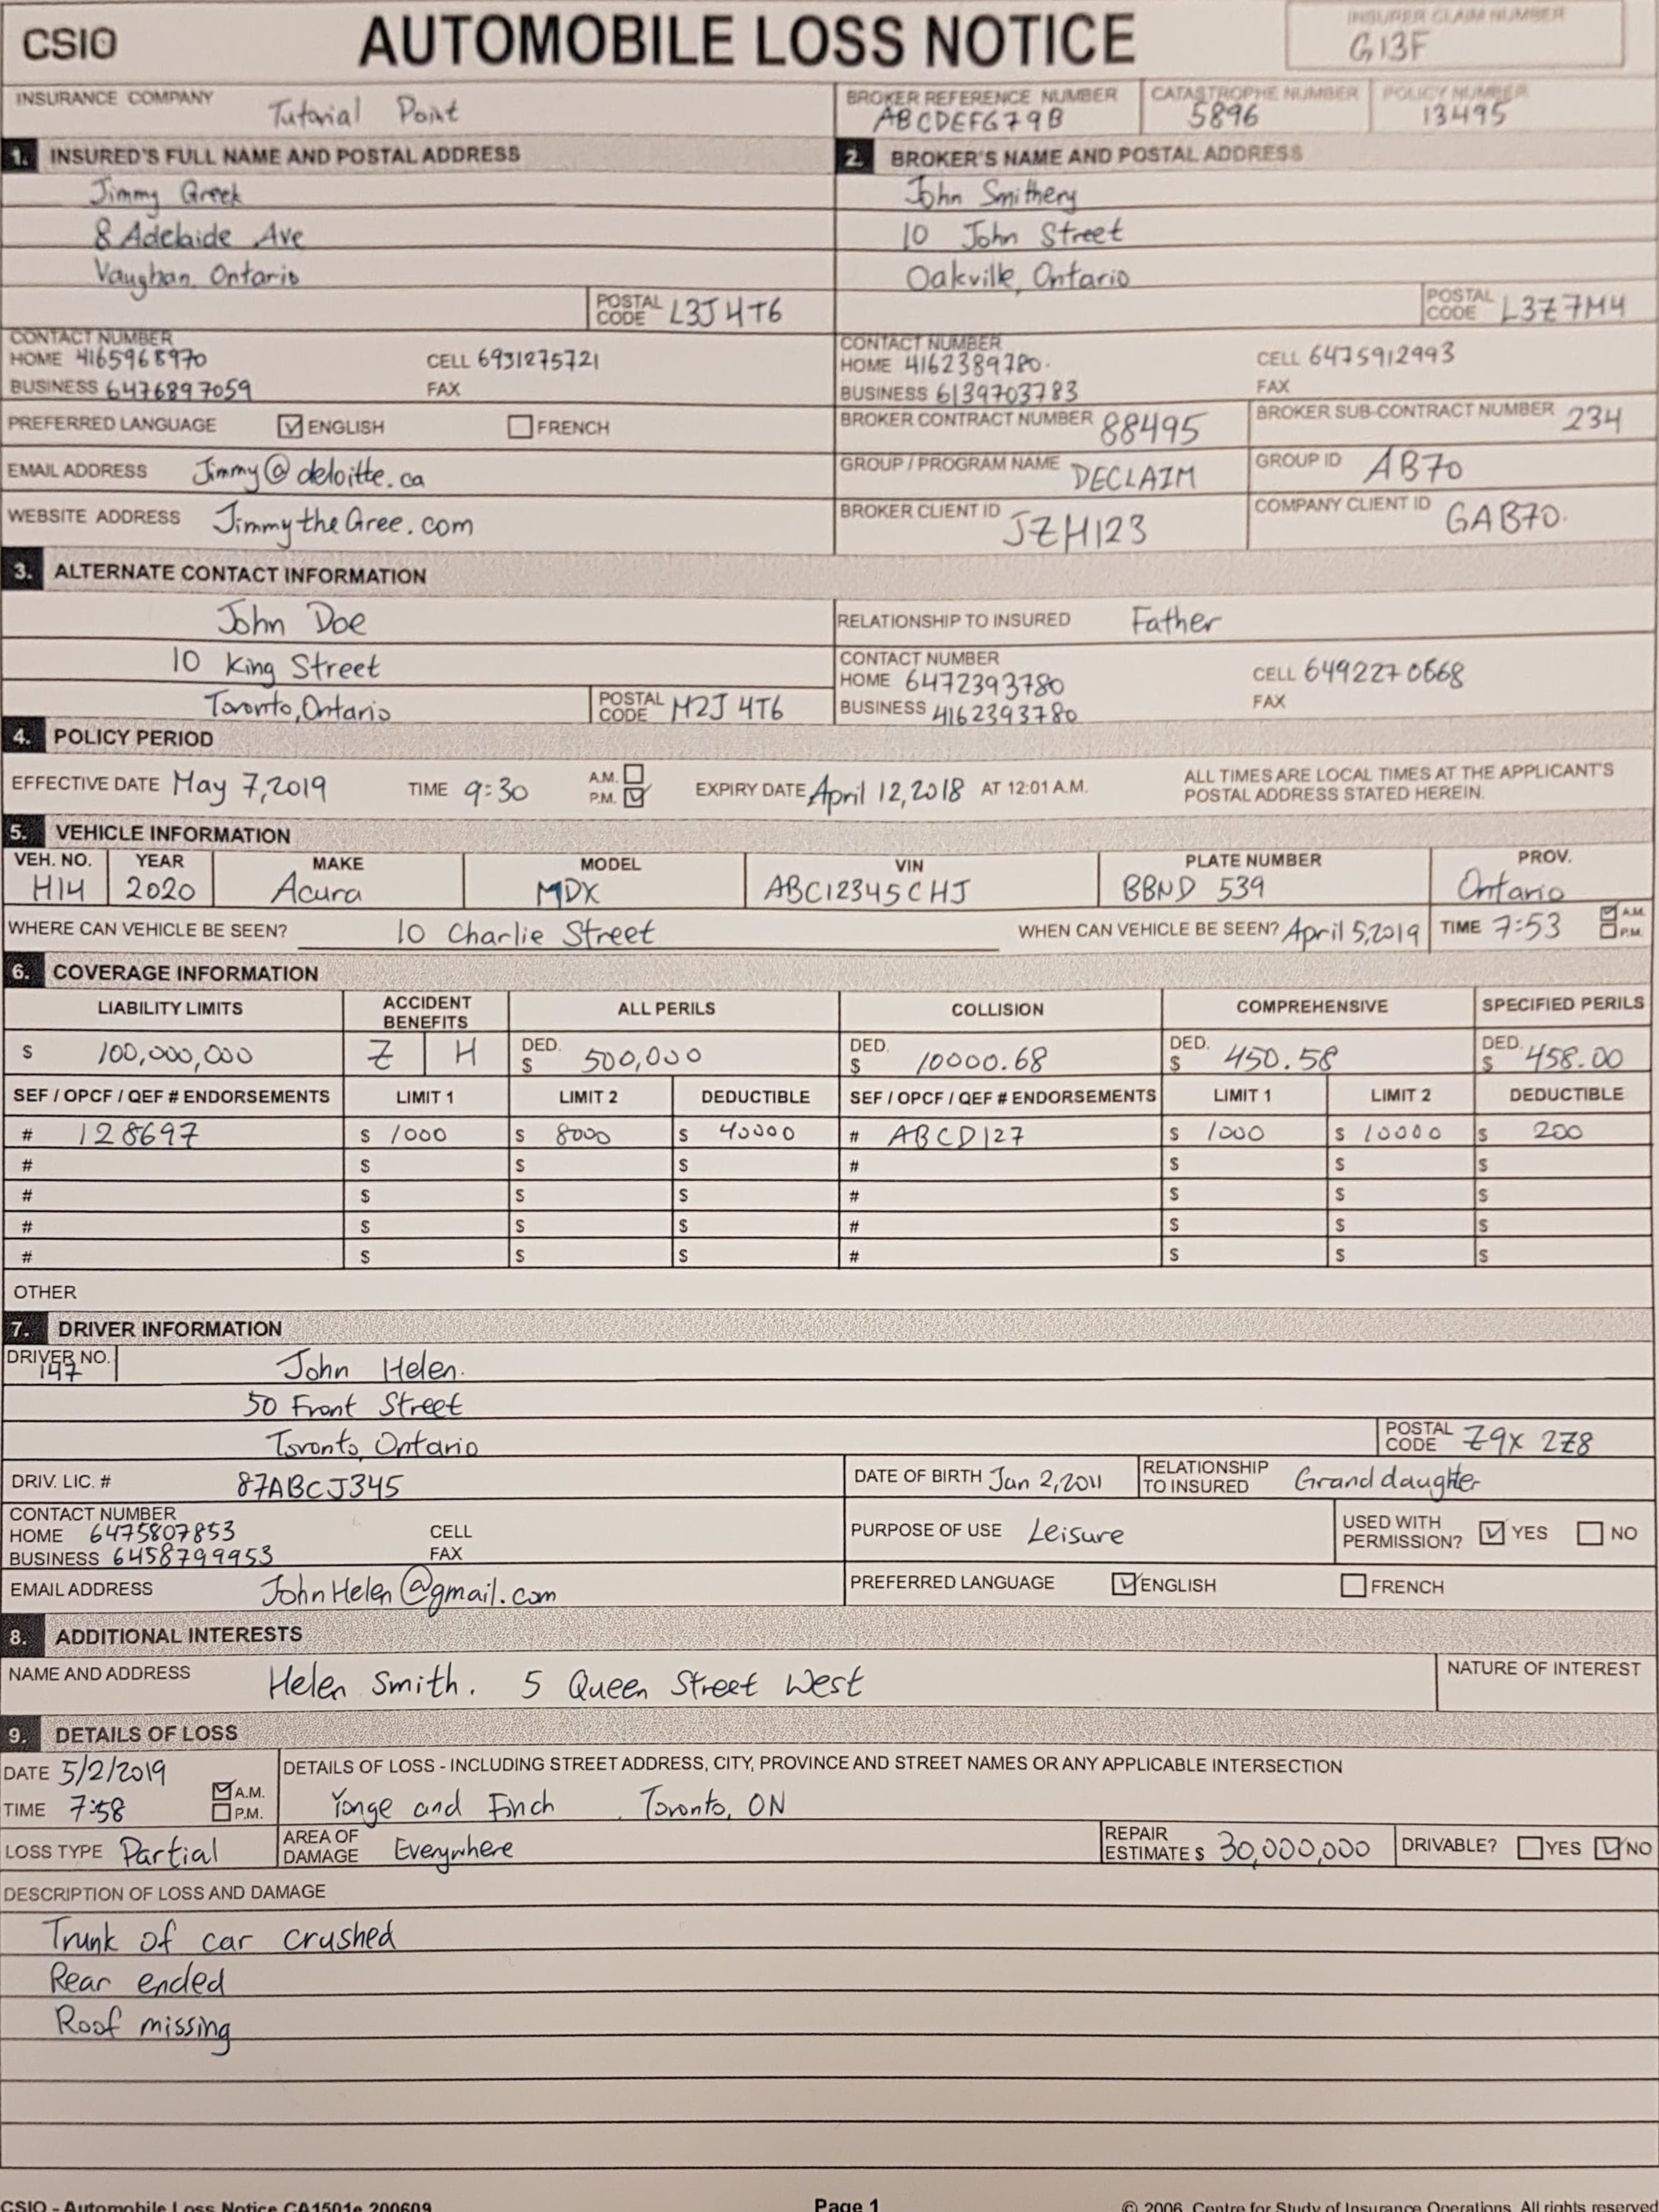 CSIO
AUTOMOBILE LOSS NOTICE
INSURER CLAIM NUMBER
G13F
INSURANCE COMPANY Tutorial Point
BROKER REFERENCE NUMBER
ABCDEFG79B
CATASTROPHE NUMBER
5896
POLICY NUMBER
13495
1. INSURED'S FULL NAME AND POSTAL ADDRESS
Jimmy Greek
8 Adelaide Ave
Vaughan, Ontario
POSTAL CODE L3J 4T6
CONTACT NUMBER
HOME 4165968970 CELL 6931275721
BUSINESS 6476897059 FAX
PREFERRED LANGUAGE ENGLISH FRENCH
EMAIL ADDRESS Jimmy@deloitte.ca
WEBSITE ADDRESS JimmytheGree.com
2. BROKER'S NAME AND POSTAL ADDRESS
John Smithery
10 John Street
Oakville, Ontario
POSTAL CODE L3Z7M4
CONTACT NUMBER
HOME 4162389780. CELL 6475912993
BUSINESS 6139703783 FAX
BROKER CONTRACT NUMBER 88495 BROKER SUB-CONTRACT NUMBER 234
GROUP / PROGRAM NAME DECLAIM GROUP ID AB70
BROKER CLIENT ID JZH123 COMPANY CLIENT ID GAB70.
3. ALTERNATE CONTACT INFORMATION
John Doe
10 King Street
Toronto, Ontario POSTAL CODE M2J 4T6
RELATIONSHIP TO INSURED Father
CONTACT NUMBER
HOME 6472393780 CELL 6492270668
BUSINESS 4162393780 FAX
4. POLICY PERIOD
EFFECTIVE DATE May 7, 2019 TIME 9:30 A.M. P.M. EXPIRY DATE April 12, 2018 AT 12:01 A.M.
ALL TIMES ARE LOCAL TIMES AT THE APPLICANT'S
POSTAL ADDRESS STATED HEREIN.
5. VEHICLE INFORMATION
VEH. NO. YEAR MAKE MODEL VIN PLATE NUMBER PROV.
H14 2020 Acura MDX ABC12345CHJ BBND 539 Ontario
WHERE CAN VEHICLE BE SEEN? 10 Charlie Street WHEN CAN VEHICLE BE SEEN? April 5, 2019 TIME 7:53 A.M. P.M.
6. COVERAGE INFORMATION
LIABILITY LIMITS ACCIDENT BENEFITS ALL PERILS COLLISION COMPREHENSIVE SPECIFIED PERILS
$ 100,000,000 Z H DED. $ 500,000 DED. $ 10000.68 DED. $ 450.58 DED. $ 458.00
SEF / OPCF / QEF # ENDORSEMENTS LIMIT 1 LIMIT 2 DEDUCTIBLE SEF / OPCF / QEF # ENDORSEMENTS LIMIT 1 LIMIT 2 DEDUCTIBLE
# 128697 $ 1000 $ 8000 $ 40000 # ABCD127 $ 1000 $ 10000 $ 200
# $ $ $ # $ $ $
# $ $ $ # $ $ $
# $ $ $ # $ $ $
# $ $ $ # $ $ $
OTHER
7. DRIVER INFORMATION
DRIVER NO.
147
John Helen.
50 Front Street
Toronto, Ontario POSTAL CODE Z9X 2Z8
DRIV. LIC. # 87ABCJ345 DATE OF BIRTH Jan 2, 2011 RELATIONSHIP TO INSURED Grand daughter
CONTACT NUMBER
HOME 6475807853 CELL
BUSINESS 6458799953 FAX
PURPOSE OF USE Leisure USED WITH PERMISSION? YES NO
EMAIL ADDRESS JohnHelen@gmail.com PREFERRED LANGUAGE ENGLISH FRENCH
8. ADDITIONAL INTERESTS
NAME AND ADDRESS Helen Smith. 5 Queen Street West NATURE OF INTEREST
9. DETAILS OF LOSS
DATE 5/2/2019
TIME 7:58 A.M. P.M.
DETAILS OF LOSS - INCLUDING STREET ADDRESS, CITY, PROVINCE AND STREET NAMES OR ANY APPLICABLE INTERSECTION
Yonge and Finch Toronto, ON
LOSS TYPE Partial AREA OF DAMAGE Everywhere REPAIR ESTIMATE $ 30,000,000 DRIVABLE? YES NO
DESCRIPTION OF LOSS AND DAMAGE
Trunk of car crushed
Rear ended
Roof missing
CSIO - Automobile Loss Notice CA1501e 200609 Page 1 © 2006, Centre for Study of Insurance Operations. All rights reserved